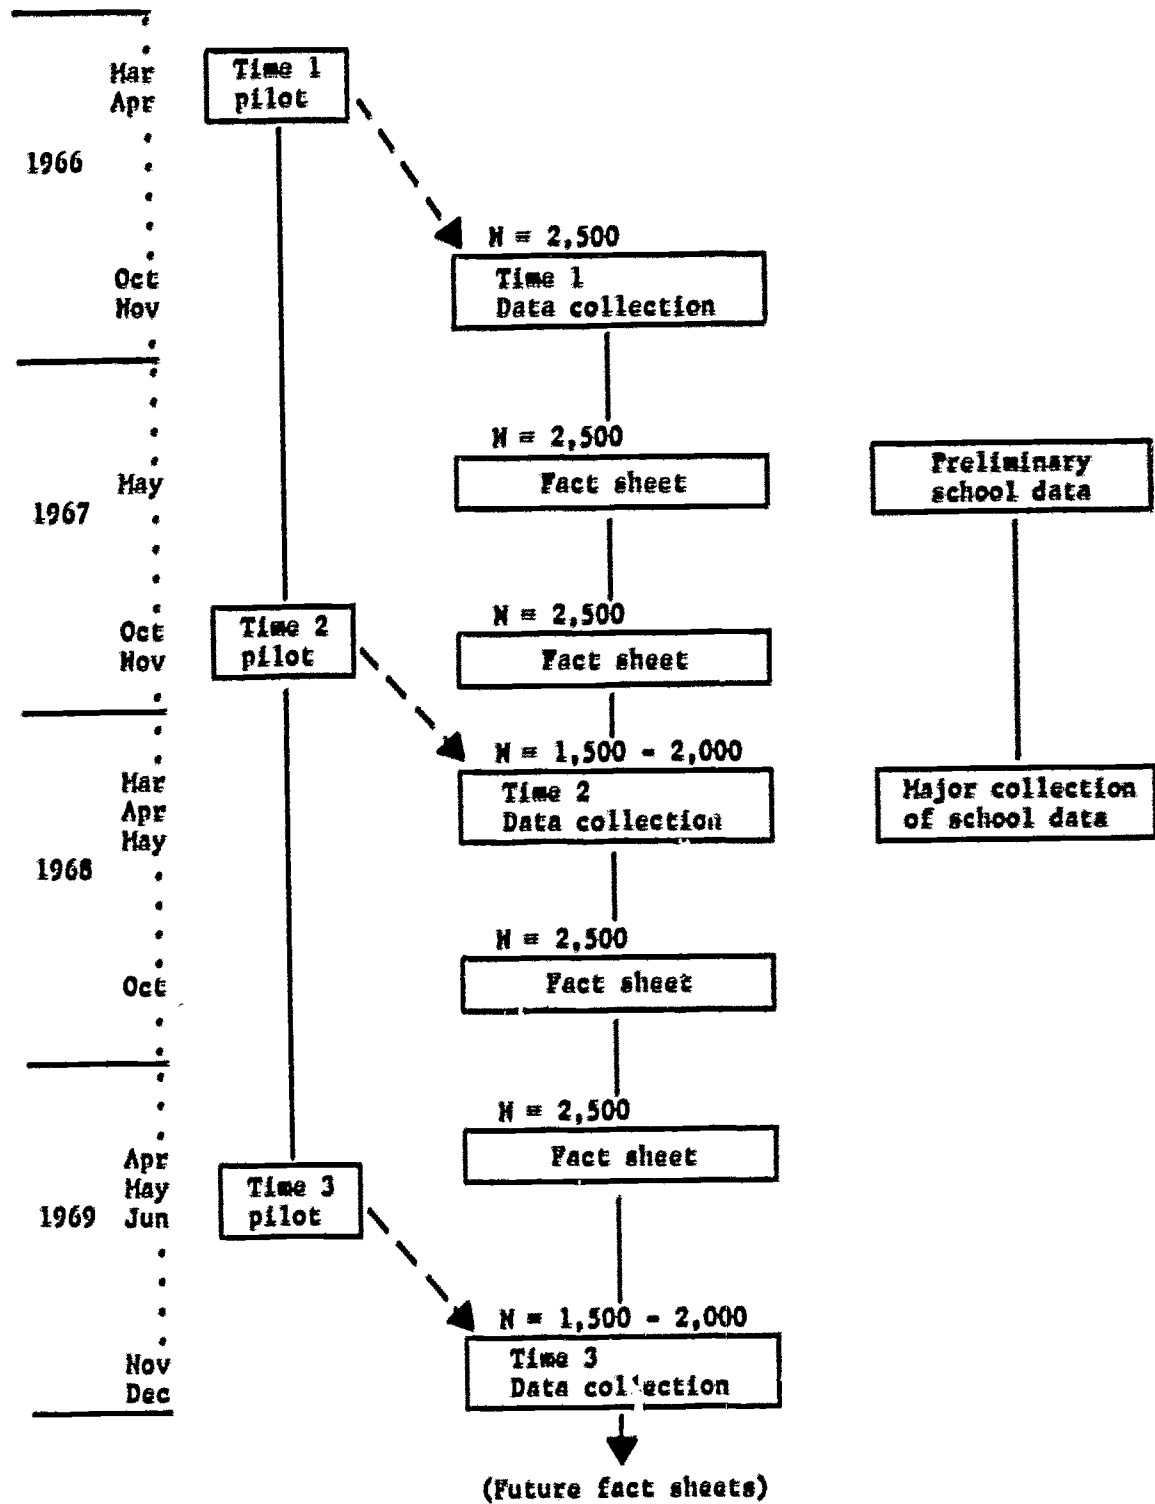 Mar
Apr
1966
Oct
Nov
May
1967
Oct
Nov
Mar
Apr
May
1968
Oct
Apr
May
1969 Jun
Nov
Dec
Time 1
pilot
Time 2
pilot
Time 3
pilot
N = 2,500
Time 1
Data collection
N = 2,500
Fact sheet
N = 2,500
Fact sheet
N = 1,500 - 2,000
Time 2
Data collection
N = 2,500
Fact sheet
N = 2,500
Fact sheet
N = 1,500 - 2,000
Time 3
Data collection
(Future fact sheets)
Preliminary
school data
Major collection
of school data